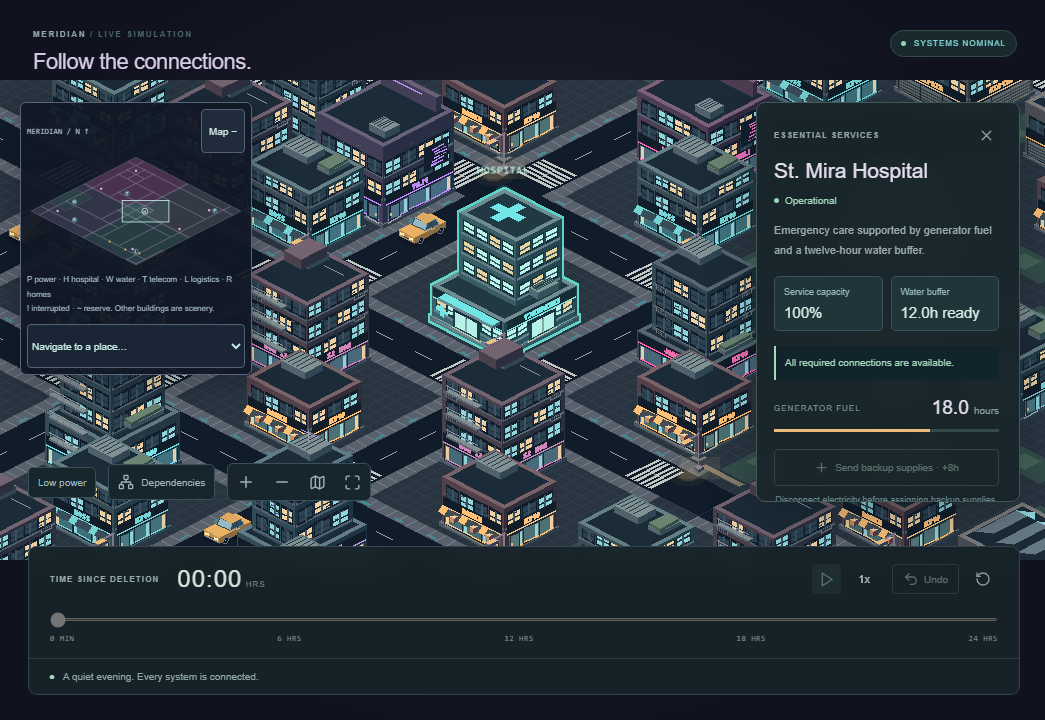 MERIDIAN / LIVE SIMULATION
Follow the connections.
SYSTEMS NOMINAL
MERIDIAN / N ↑
Map −
P power · H hospital · W water · T telecom · L logistics · R
homes
! interrupted · ~ reserve. Other buildings are scenery.
Navigate to a place...
HOSPITAL
ESSENTIAL SERVICES
St. Mira Hospital
Operational
Emergency care supported by generator fuel
and a twelve-hour water buffer.
Service capacity
100%
Water buffer
12.0h ready
All required connections are available.
GENERATOR FUEL
18.0 hours
Send backup supplies · +8h
Disconnect electricity before assigning backup supplies.
Low power
Dependencies
TIME SINCE DELETION
00:00 HRS
1x
Undo
0 MIN
6 HRS
12 HRS
18 HRS
24 HRS
A quiet evening. Every system is connected.